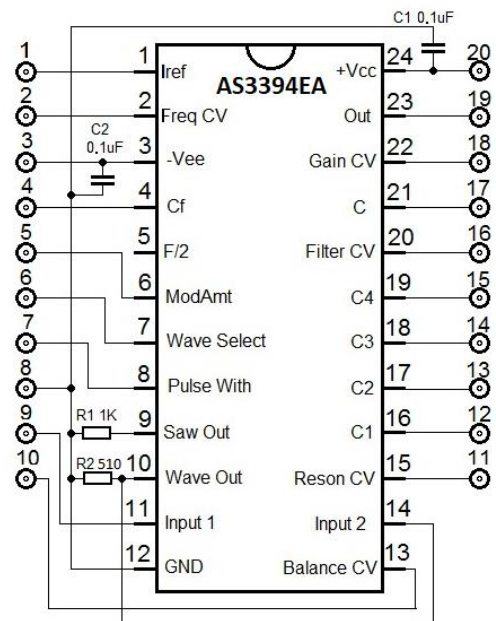 C1 0.1uF
AS3394EA
1 1 Iref +Vcc 24 20
2 2 Freq CV Out 23 19
C2
0.1uF
3 3 -Vee Gain CV 22 18
4 4 Cf C 21 17
5 5 F/2 Filter CV 20 16
6 6 ModAmt C4 19 15
7 7 Wave Select C3 18 14
8 8 Pulse With C2 17 13
9 R1 1K 9 Saw Out C1 16 12
10 R2 510 10 Wave Out Reson CV 15 11
11 Input 1 Input 2 14
12 GND Balance CV 13